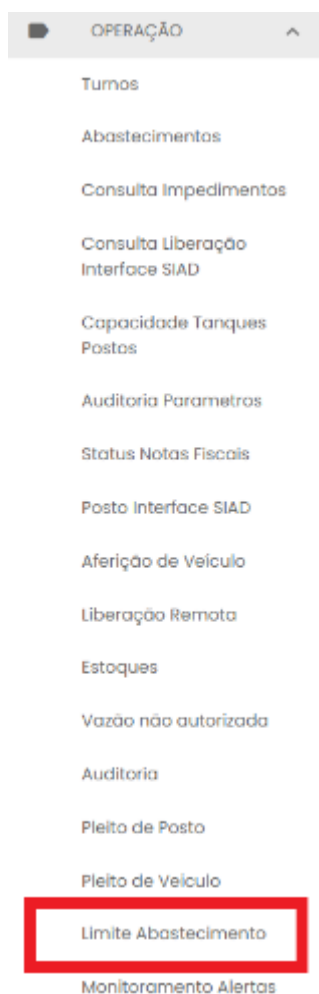 OPERAÇÃO
Turnos
Abastecimentos
Consulta Impedimentos
Consulta Liberação
Interface SIAD
Capacidade Tanques
Postos
Auditoria Parametros
Status Notas Fiscais
Posto Interface SIAD
Aferição de Veículo
Liberação Remota
Estoques
Vazão não autorizada
Auditoria
Pleito de Posto
Pleito de Veiculo
Limite Abastecimento
Monitoramento Alertas